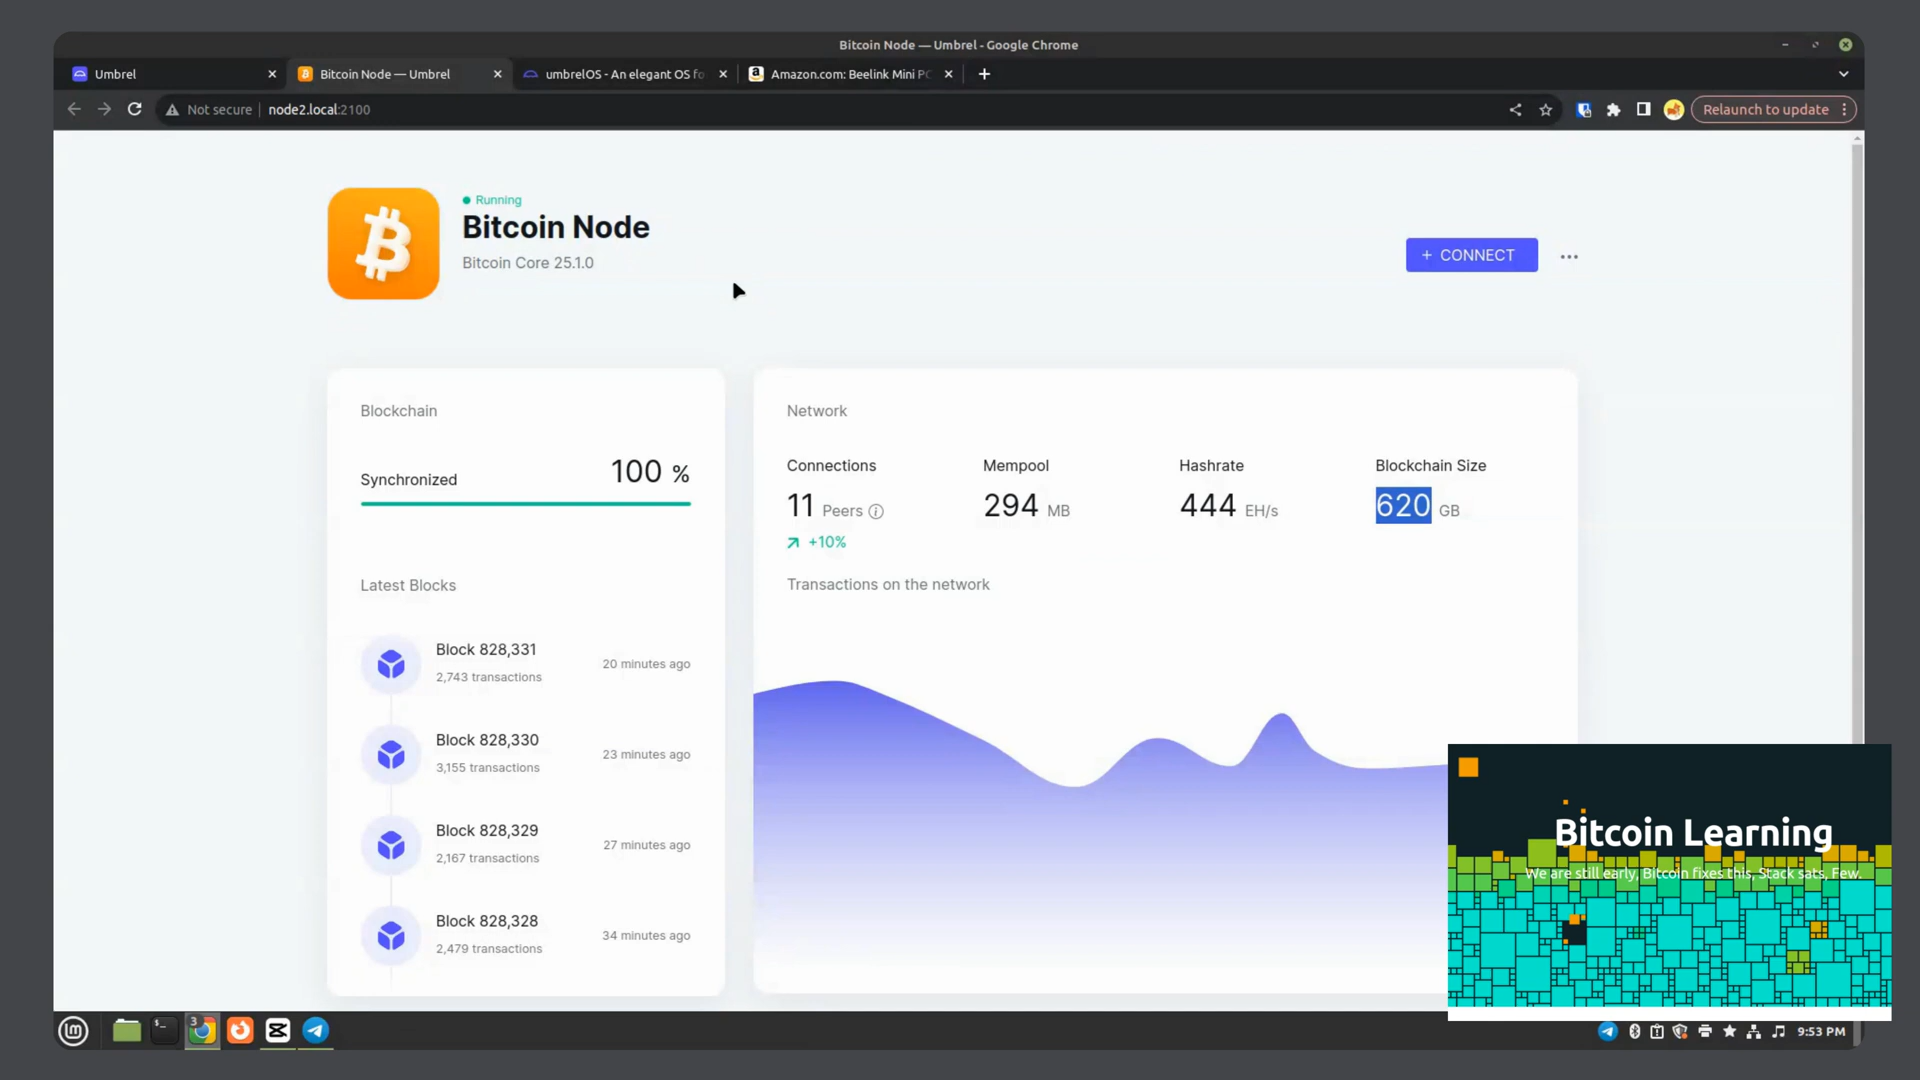 Bitcoin Node — Umbrel - Google Chrome
Umbrel
Bitcoin Node — Umbrel
umbrelOS - An elegant OS fo
Amazon.com: Beelink Mini PC
Not secure
node2.local:2100
Relaunch to update
Running
Bitcoin Node
Bitcoin Core 25.1.0
+ CONNECT
Blockchain
Synchronized
100 %
Latest Blocks
Block 828,331
2,743 transactions
20 minutes ago
Block 828,330
3,155 transactions
23 minutes ago
Block 828,329
2,167 transactions
27 minutes ago
Block 828,328
2,479 transactions
34 minutes ago
Network
Connections
11 Peers
+10%
Mempool
294 MB
Hashrate
444 EH/s
Blockchain Size
620 GB
Transactions on the network
Bitcoin Learning
We are still early, Bitcoin fixes this, Stack sats, Few.
3
9:53 PM